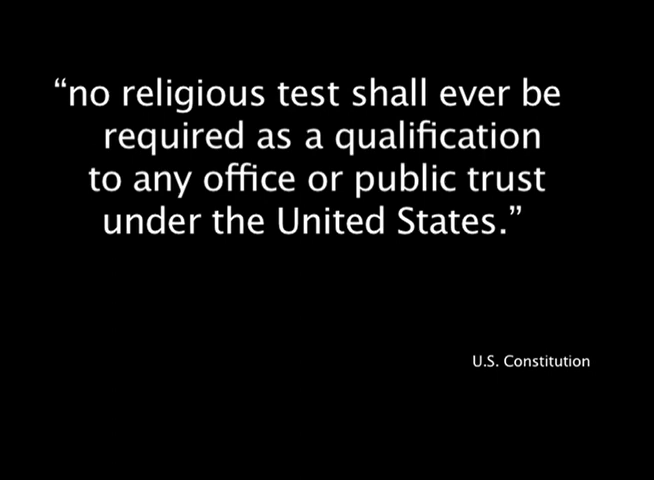 “no religious test shall ever be
required as a qualification
to any office or public trust
under the United States.”
U.S. Constitution